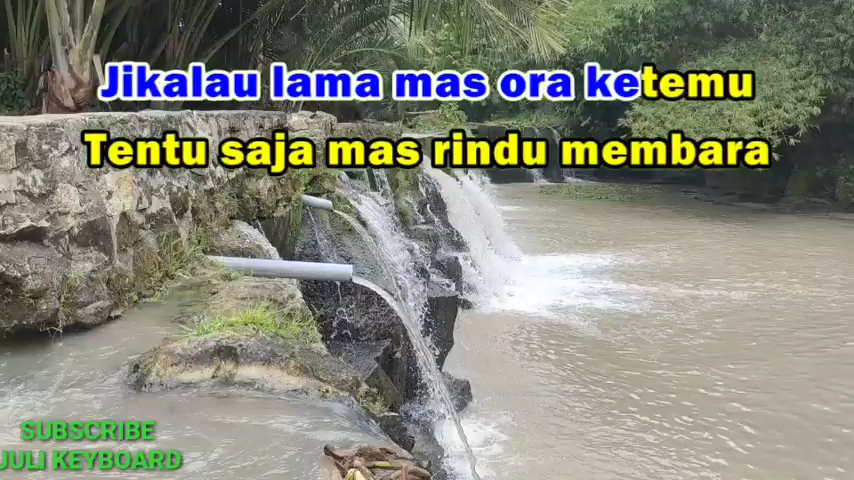 Jikalau lama mas ora ketemu
Tentu saja mas rindu membara
SUBSCRIBE
JULI KEYBOARD